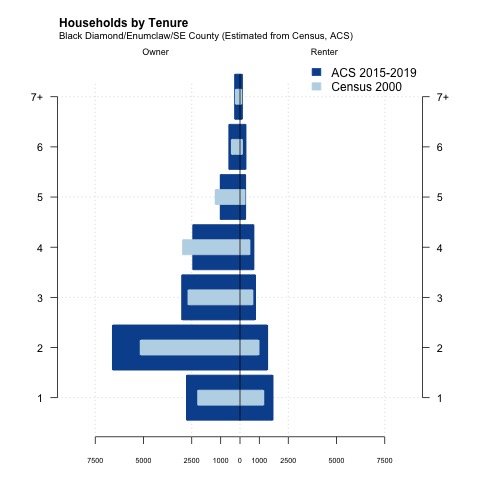 Households by Tenure
Black Diamond/Enumclaw/SE County (Estimated from Census, ACS)
Owner Renter
ACS 2015-2019
Census 2000
7+ 7+
6 6
5 5
4 4
3 3
2 2
1 1
7500 5000 2500 1000 0 1000 2500 5000 7500